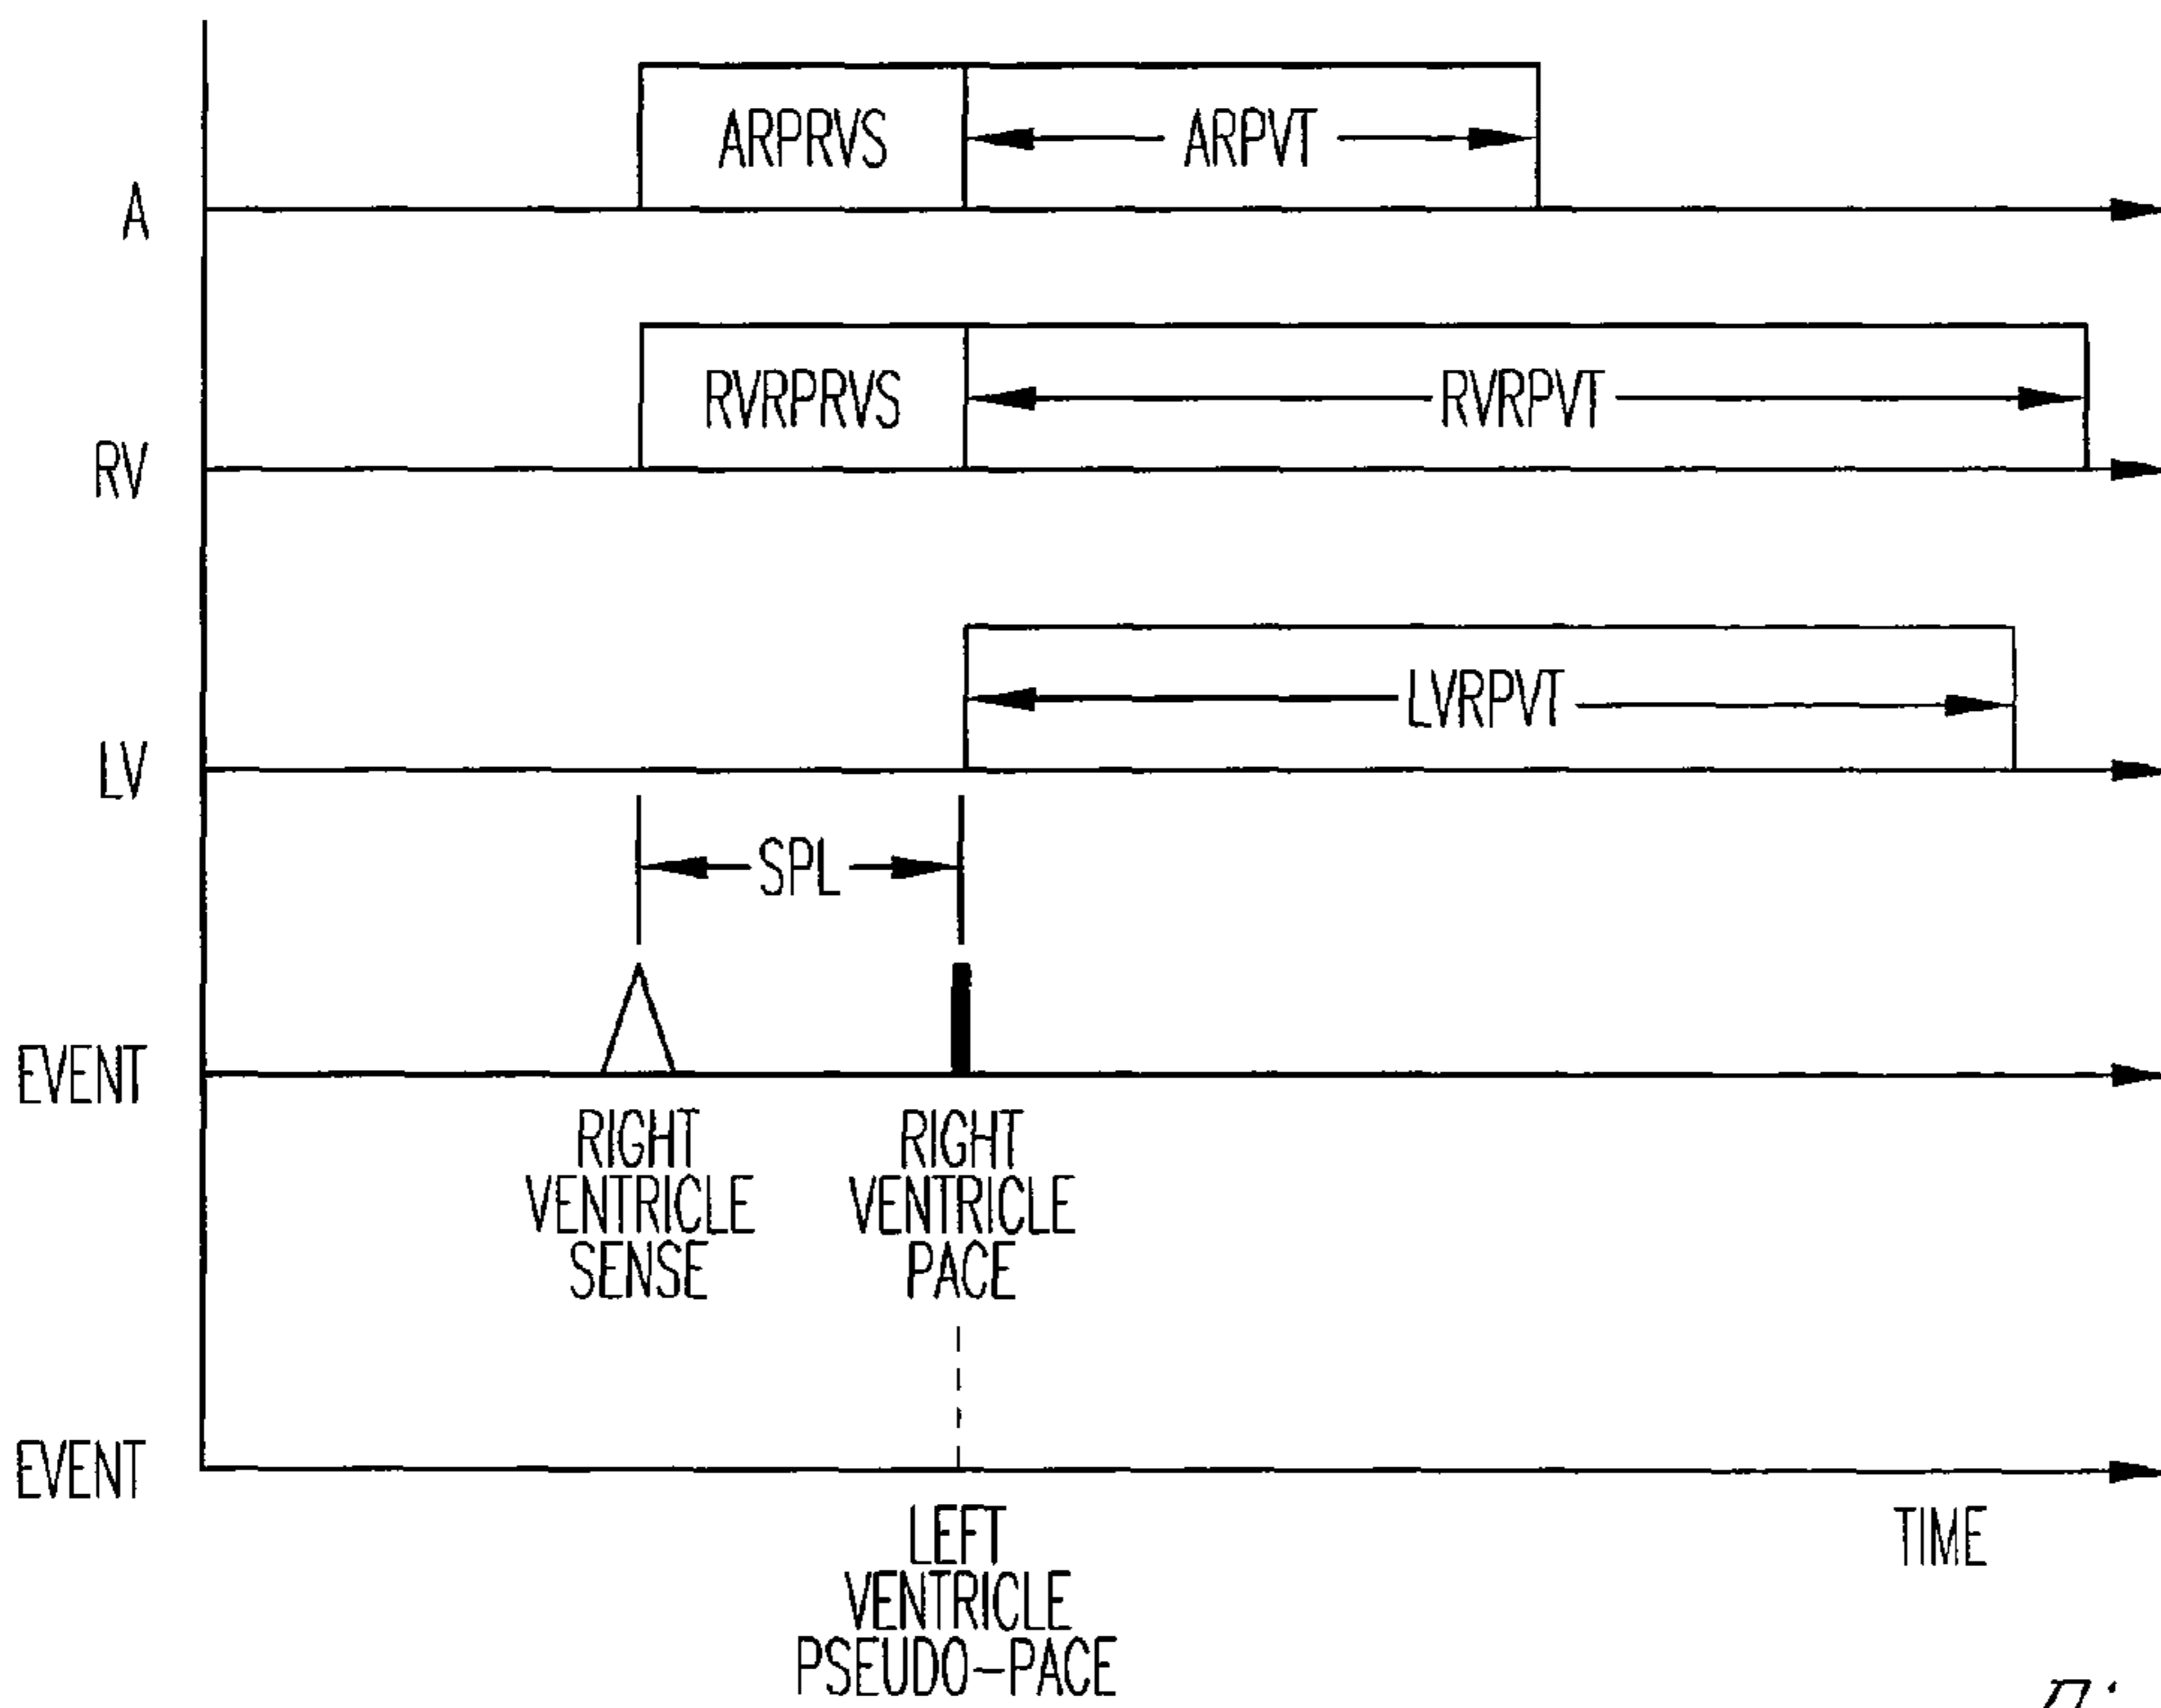 A
ARPRVS
ARPVT
RV
RVRPRVS
RVRPVT
LV
LVRPVT
SPL
EVENT
RIGHT
VENTRICLE
SENSE
RIGHT
VENTRICLE
PACE
EVENT
LEFT
VENTRICLE
PSEUDO-PACE
TIME